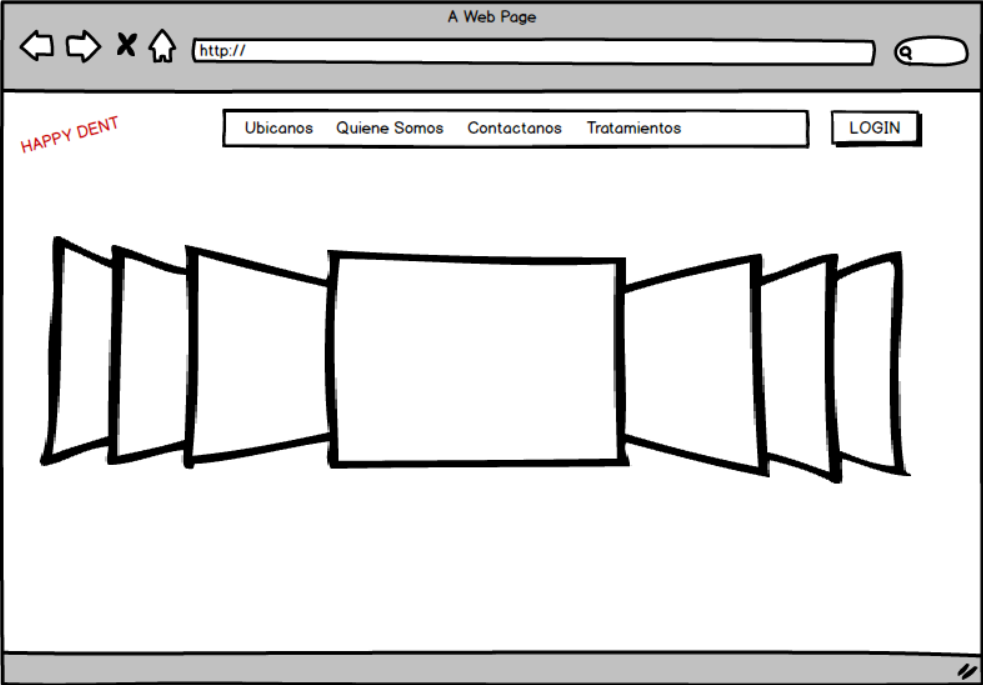 A Web Page
http://
HAPPY DENT
Ubicanos Quiene Somos Contactanos Tratamientos
LOGIN